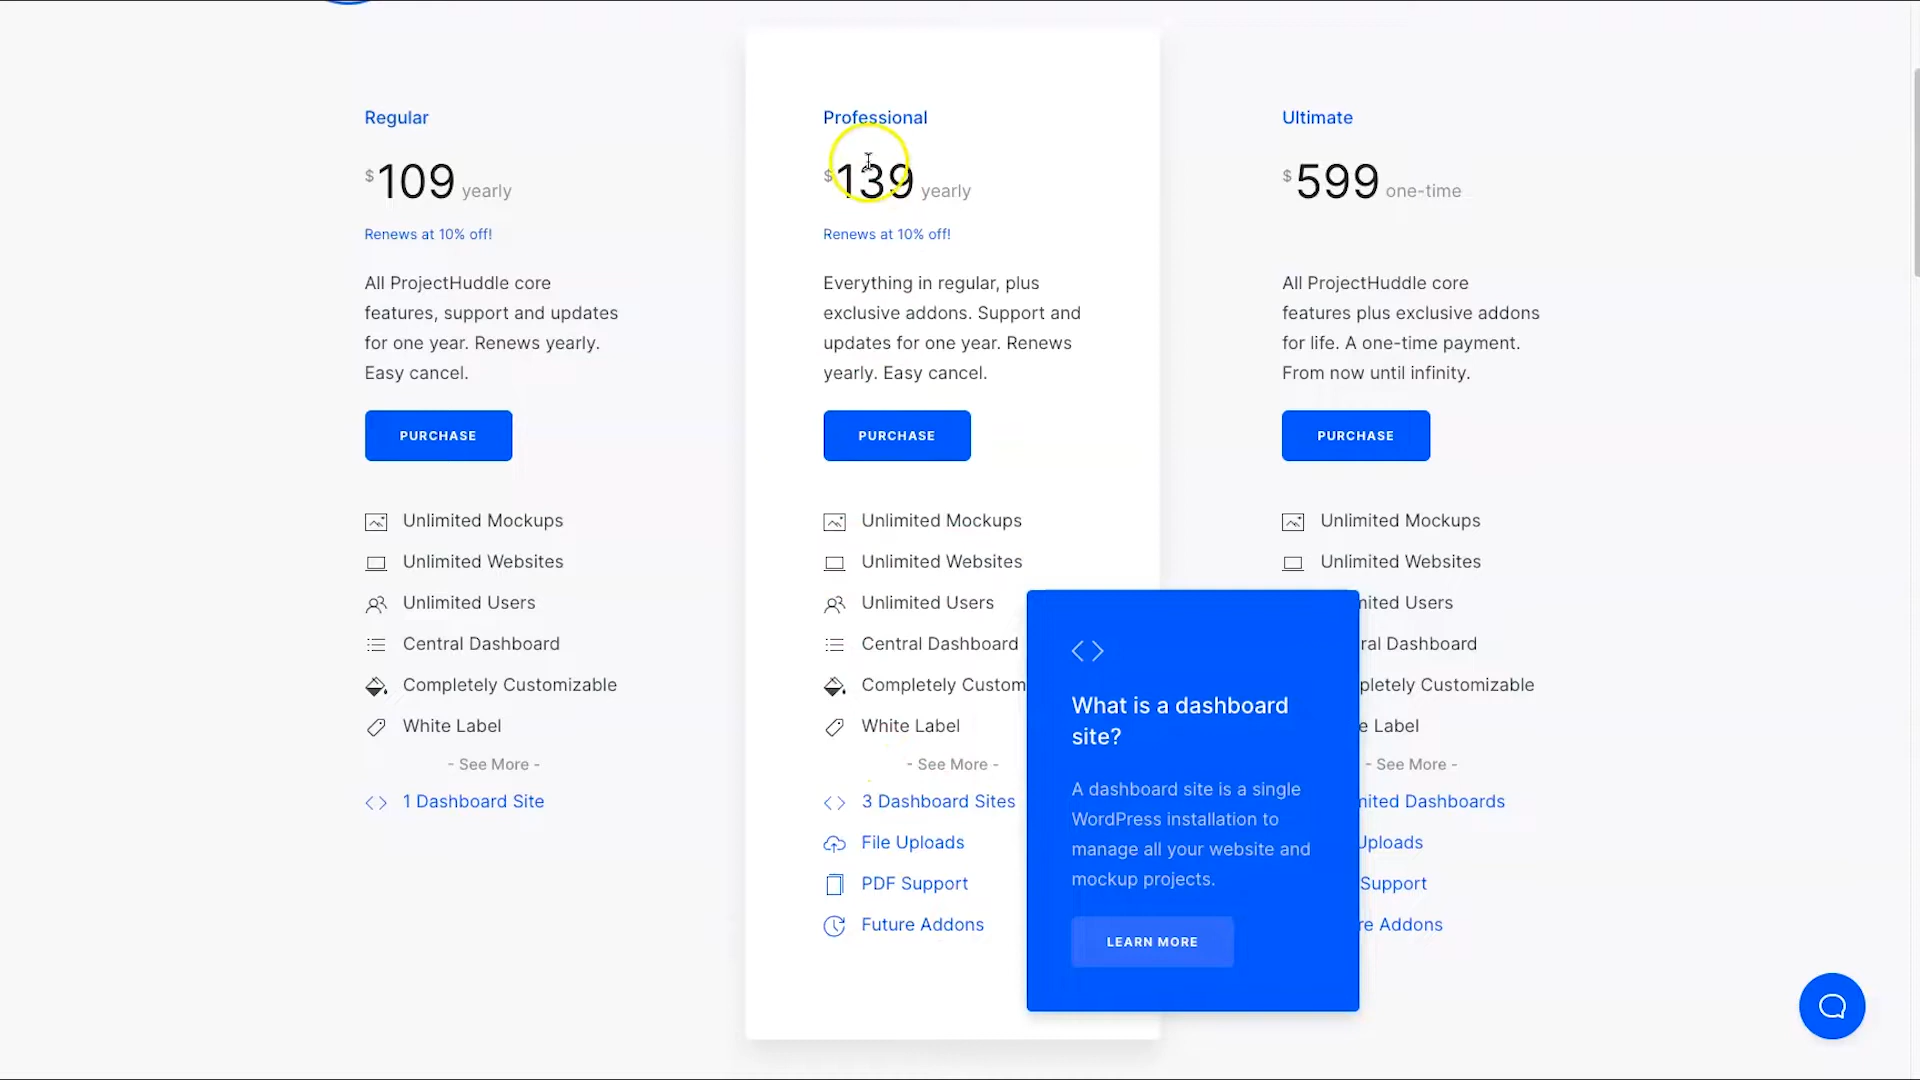 Regular
$109 yearly
Renews at 10% off!
All ProjectHuddle core
features, support and updates
for one year. Renews yearly.
Easy cancel.
PURCHASE
Unlimited Mockups
Unlimited Websites
Unlimited Users
Central Dashboard
Completely Customizable
White Label
- See More -
1 Dashboard Site
Professional
$139 yearly
Renews at 10% off!
Everything in regular, plus
exclusive addons. Support and
updates for one year. Renews
yearly. Easy cancel.
PURCHASE
Unlimited Mockups
Unlimited Websites
Unlimited Users
Central Dashboard
Completely Custom
White Label
- See More -
3 Dashboard Sites
File Uploads
PDF Support
Future Addons
Ultimate
$599 one-time
All ProjectHuddle core
features plus exclusive addons
for life. A one-time payment.
From now until infinity.
PURCHASE
Unlimited Mockups
Unlimited Websites
mited Users
ral Dashboard
pletely Customizable
e Label
- See More -
mited Dashboards
Uploads
Support
re Addons
What is a dashboard
site?
A dashboard site is a single
WordPress installation to
manage all your website and
mockup projects.
LEARN MORE